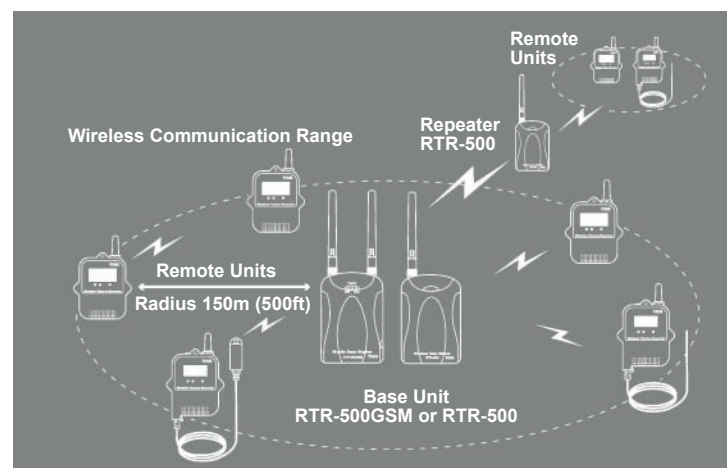 Remote
Units
Repeater
RTR-500
Wireless Communication Range
Remote Units
Radius 150m (500ft)
Base Unit
RTR-500GSM or RTR-500